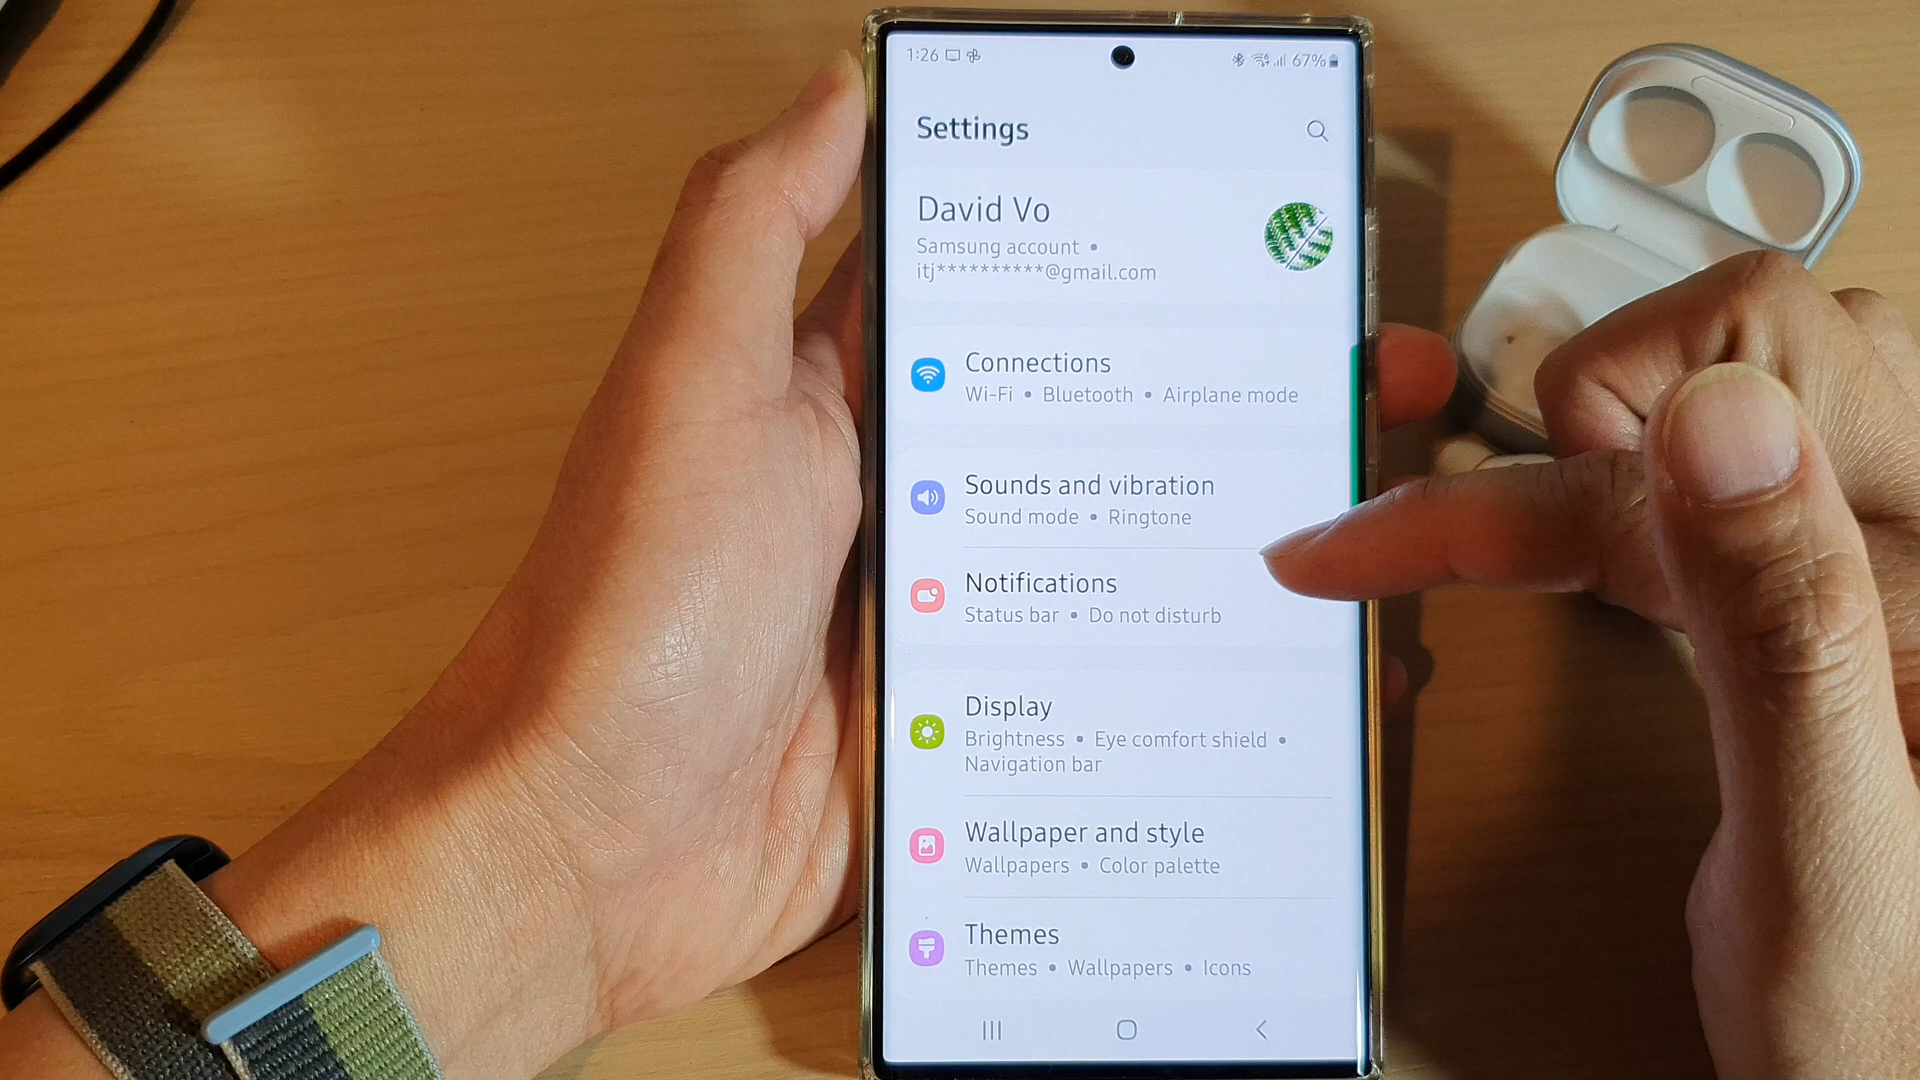 1:26
67%
Settings
David Vo
Samsung account •
itj**********@gmail.com
Connections
Wi-Fi • Bluetooth • Airplane mode
Sounds and vibration
Sound mode • Ringtone
Notifications
Status bar • Do not disturb
Display
Brightness • Eye comfort shield •
Navigation bar
Wallpaper and style
Wallpapers • Color palette
Themes
Themes • Wallpapers • Icons